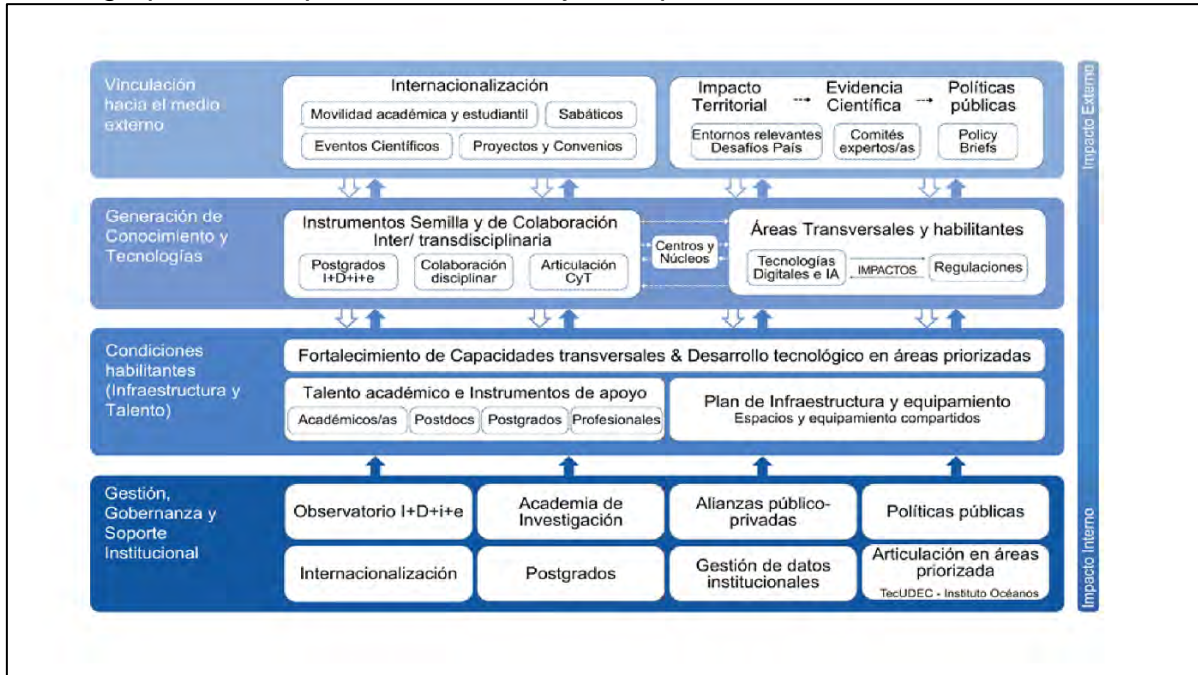 Vinculación
hacia el medio
externo
Internacionalización
Movilidad académica y estudiantil
Sabáticos
Eventos Científicos
Proyectos y Convenios
Impacto
Territorial
Evidencia
Científica
Políticas
públicas
Entornos relevantes
Desafíos País
Comités
expertos/as
Policy
Briefs
Impacto Externo
Generación de
Conocimiento y
Tecnologías
Instrumentos Semilla y de Colaboración
Inter/ transdisciplinaria
Postgrados
I+D+i+e
Colaboración
disciplinar
Articulación
CyT
Centros y
Núcleos
Áreas Transversales y habilitantes
Tecnologías
Digitales e IA
IMPACTOS
Regulaciones
Condiciones
habilitantes
(Infraestructura y
Talento)
Fortalecimiento de Capacidades transversales & Desarrollo tecnológico en áreas priorizadas
Talento académico e Instrumentos de apoyo
Académicos/as
Postdocs
Postgrados
Profesionales
Plan de Infraestructura y equipamiento
Espacios y equipamiento compartidos
Gestión,
Gobernanza y
Soporte
Institucional
Observatorio I+D+i+e
Academia de
Investigación
Alianzas público-
privadas
Políticas públicas
Internacionalización
Postgrados
Gestión de datos
institucionales
Articulación en áreas
priorizada
TecUDEC - Instituto Océanos
Impacto Interno